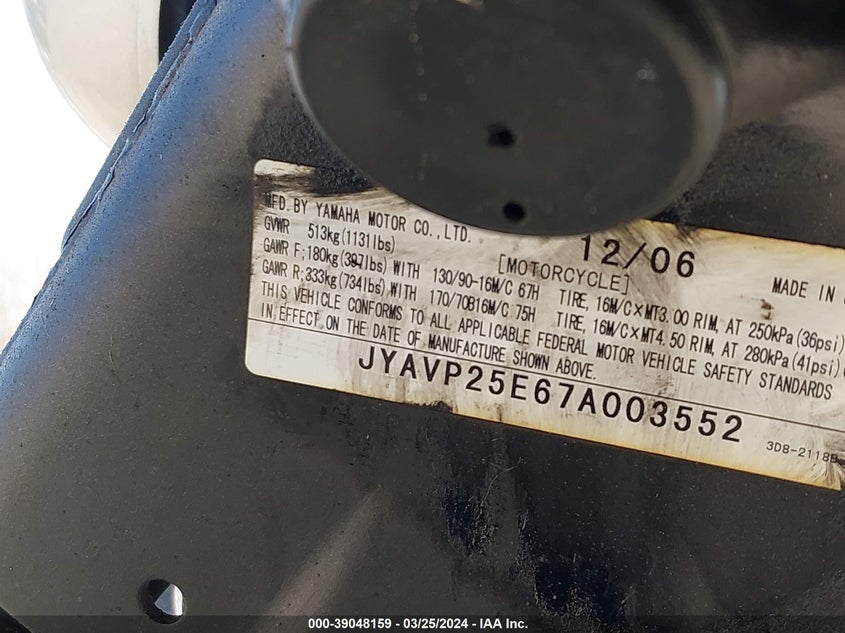 MFD. BY YAMAHA MOTOR CO., LTD.
12/06
GVWR 513kg(1131lbs)
[MOTORCYCLE]
MADE IN
GAWR F;180kg(397lbs) WITH 130/90-16M/C 67H TIRE, 16M/C×MT3.00 RIM, AT 250kPa(36psi)
GAWR R;333kg(734lbs) WITH 170/70B16M/C 75H TIRE, 16M/C×MT4.50 RIM, AT 280kPa(41psi)
THIS VEHICLE CONFORMS TO ALL APPLICABLE FEDERAL MOTOR VEHICLE SAFETY STANDARDS
IN EFFECT ON THE DATE OF MANUFACTURE SHOWN ABOVE.
JYAVP25E67A003552
3D8-2118
000-39048159 - 03/25/2024 - IAA Inc.